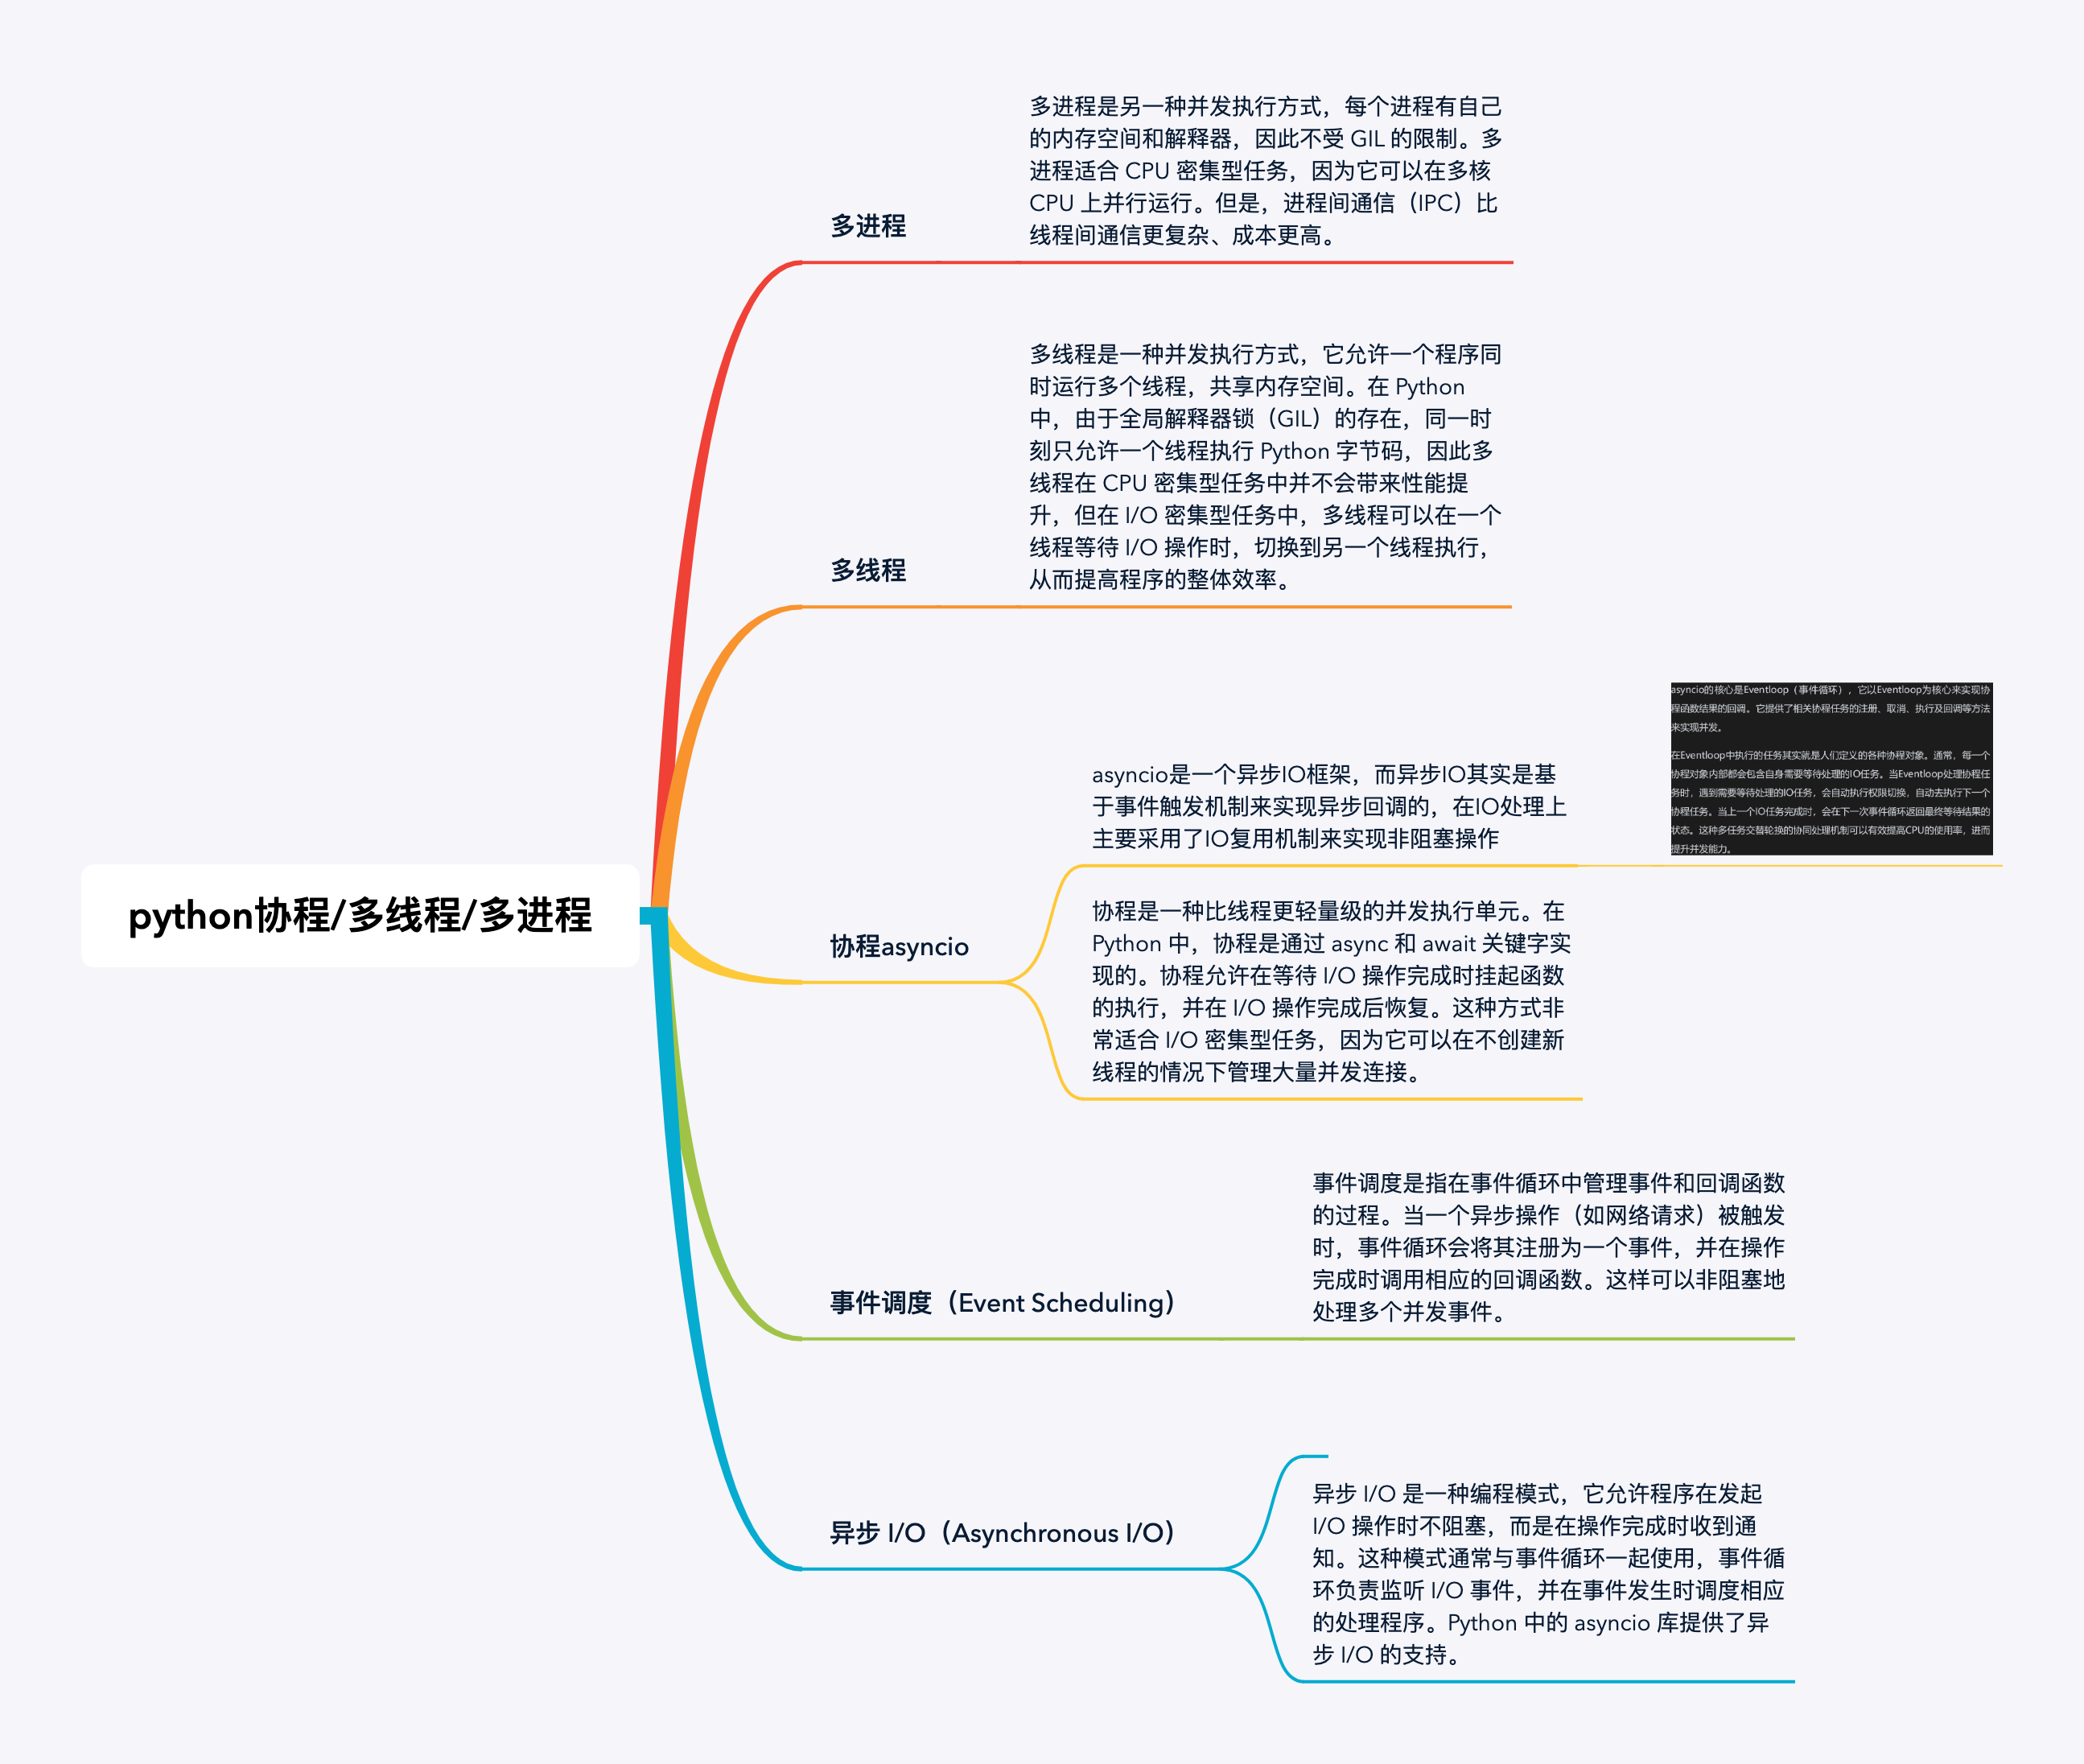 多进程是另一种并发执行方式，每个进程有自己
的内存空间和解释器，因此不受 GIL 的限制。多
进程适合 CPU 密集型任务，因为它可以在多核
CPU 上并行运行。但是，进程间通信（IPC）比
线程间通信更复杂、成本更高。
多进程
多线程是一种并发执行方式，它允许一个程序同
时运行多个线程，共享内存空间。在 Python
中，由于全局解释器锁（GIL）的存在，同一时
刻只允许一个线程执行 Python 字节码，因此多
线程在 CPU 密集型任务中并不会带来性能提
升，但在 I/O 密集型任务中，多线程可以在一个
线程等待 I/O 操作时，切换到另一个线程执行，
从而提高程序的整体效率。
多线程
asyncio的核心是Eventloop（事件循环），它以Eventloop为核心来实现协
程函数结果的回调。它提供了相关协程任务的注册、取消、执行及回调等方法
来实现并发。
在Eventloop中执行的任务其实就是人们定义的各种协程对象。通常，每一个
协程对象内部都会包含自身需要等待处理的IO任务。当Eventloop处理协程任
务时，遇到需要等待处理的IO任务，会自动执行权限切换，自动去执行下一个
协程任务。当上一个IO任务完成时，会在下一次事件循环返回最终等待结果的
状态。这种多任务交替轮换的协同处理机制可以有效提高CPU的使用率，进而
提升并发能力。
asyncio是一个异步IO框架，而异步IO其实是基
于事件触发机制来实现异步回调的，在IO处理上
主要采用了IO复用机制来实现非阻塞操作
python协程/多线程/多进程
协程asyncio
协程是一种比线程更轻量级的并发执行单元。在
Python 中，协程是通过 async 和 await 关键字实
现的。协程允许在等待 I/O 操作完成时挂起函数
的执行，并在 I/O 操作完成后恢复。这种方式非
常适合 I/O 密集型任务，因为它可以在不创建新
线程的情况下管理大量并发连接。
事件调度是指在事件循环中管理事件和回调函数
的过程。当一个异步操作（如网络请求）被触发
时，事件循环会将其注册为一个事件，并在操作
完成时调用相应的回调函数。这样可以非阻塞地
处理多个并发事件。
事件调度（Event Scheduling）
异步 I/O 是一种编程模式，它允许程序在发起
I/O 操作时不阻塞，而是在操作完成时收到通
知。这种模式通常与事件循环一起使用，事件循
环负责监听 I/O 事件，并在事件发生时调度相应
的处理程序。Python 中的 asyncio 库提供了异
步 I/O 的支持。
异步 I/O（Asynchronous I/O）